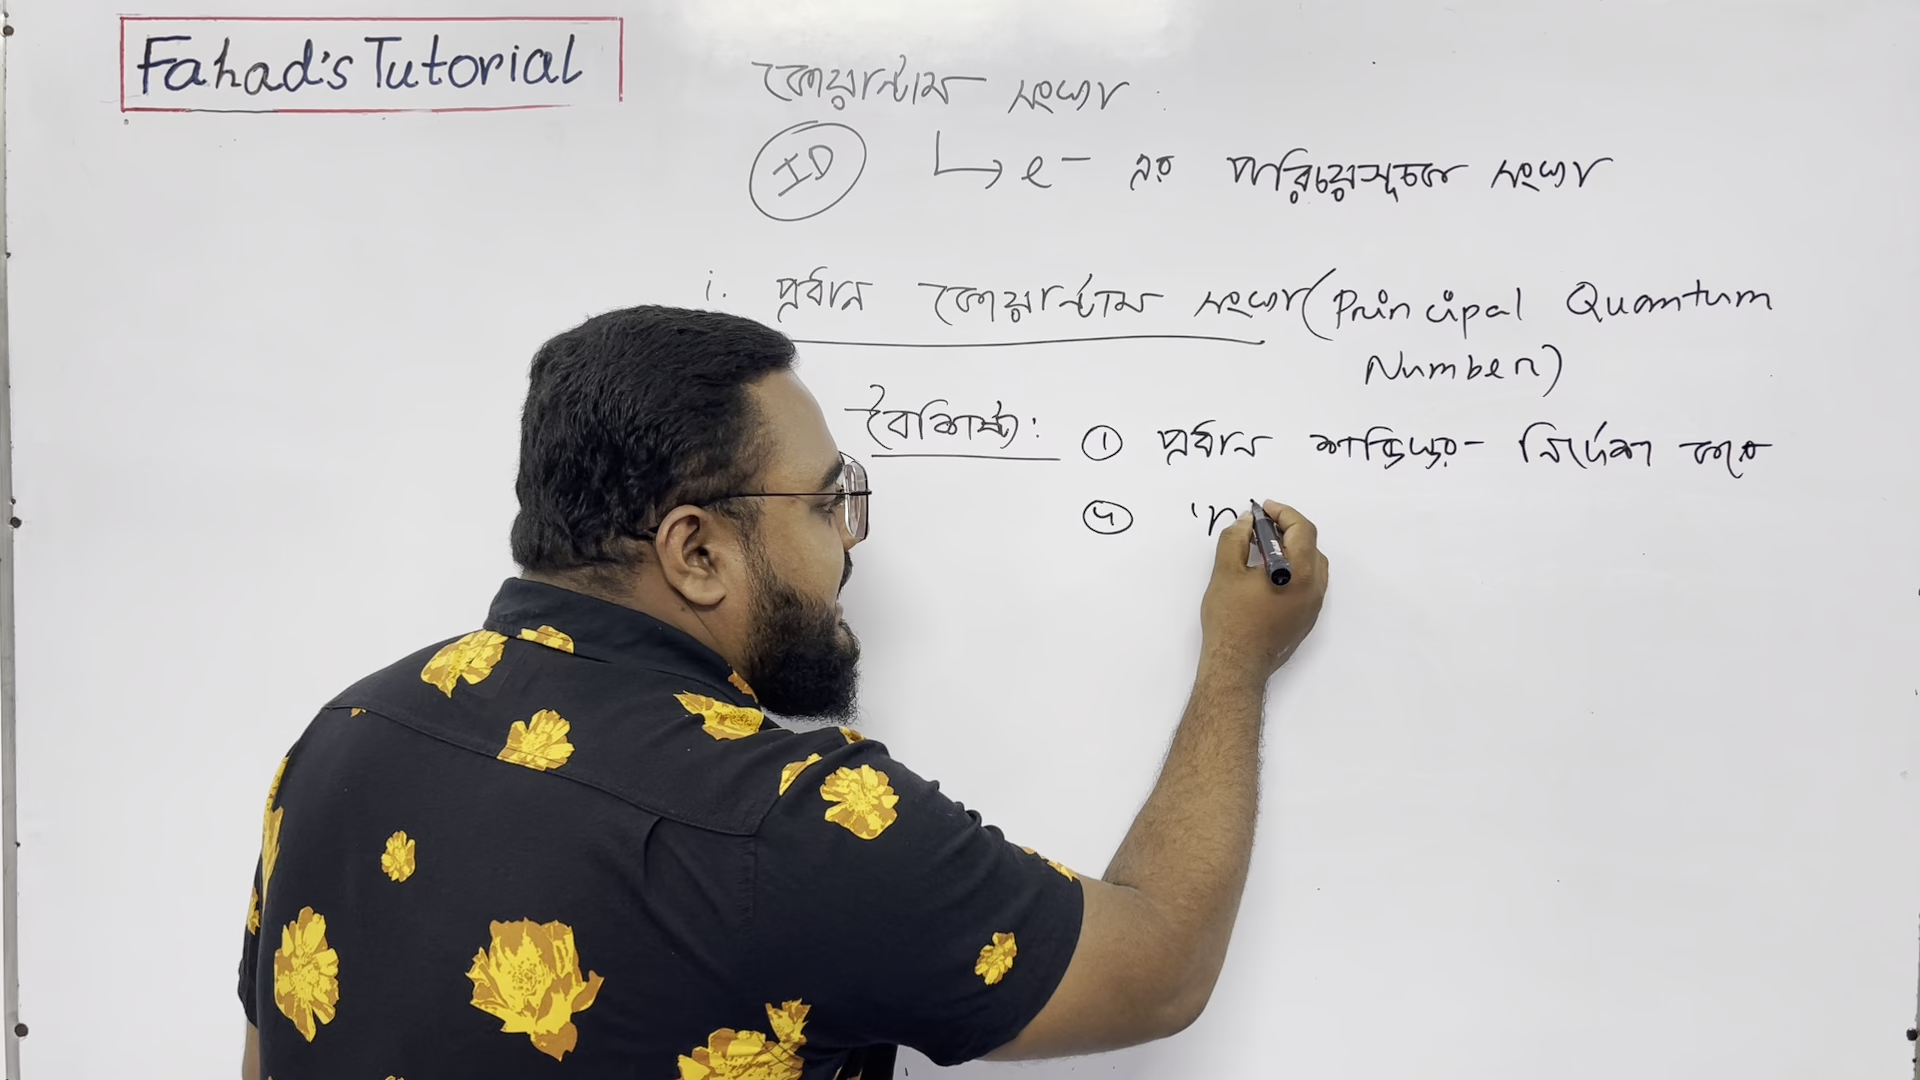 Fahad's Tutorial
কোয়ান্টাম সংখ্যা
ID
↳ e⁻ এর পরিচয়সূচক সংখ্যা
i. প্রধান কোয়ান্টাম সংখ্যা (Principal Quantum
Number)
বৈশিষ্ট্য: ① প্রধান শক্তিস্তর নির্দেশ করে
② 'n